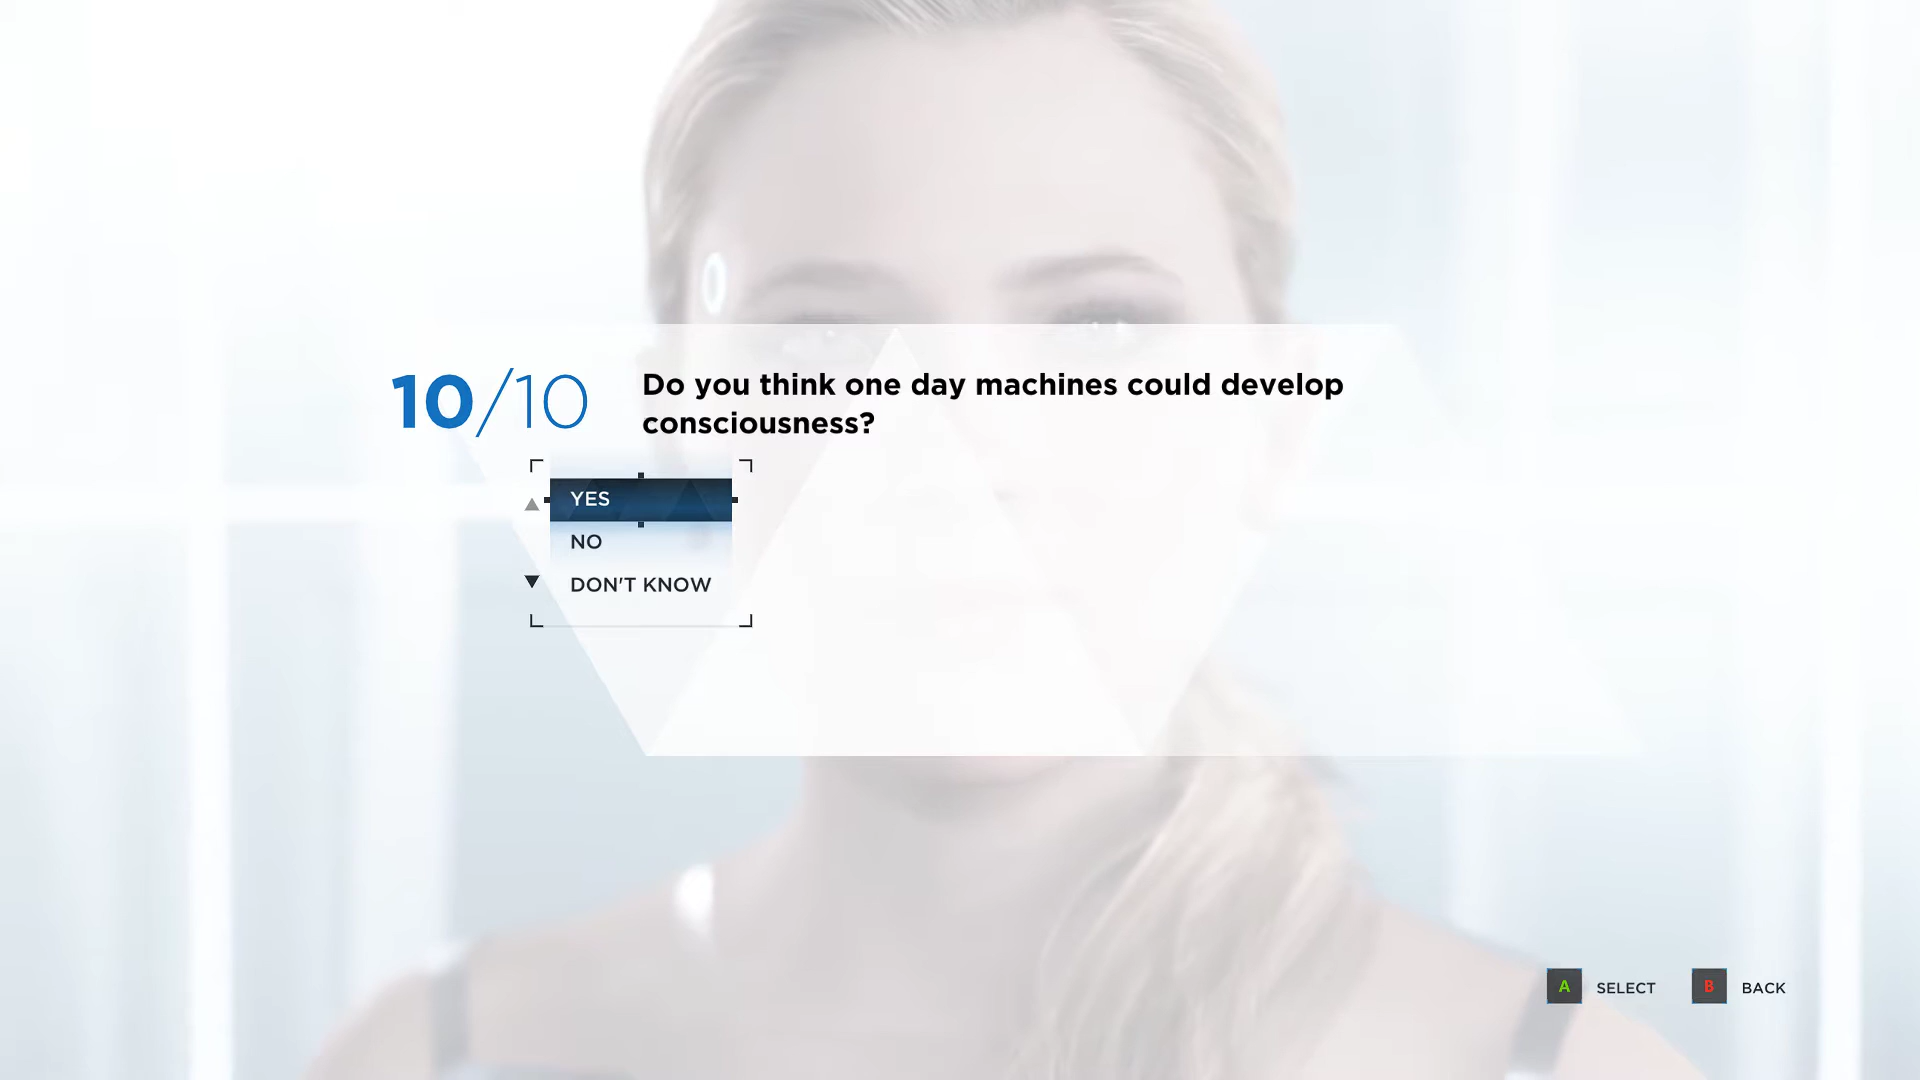 10/10
Do you think one day machines could develop
consciousness?
YES
NO
DON'T KNOW
A SELECT B BACK